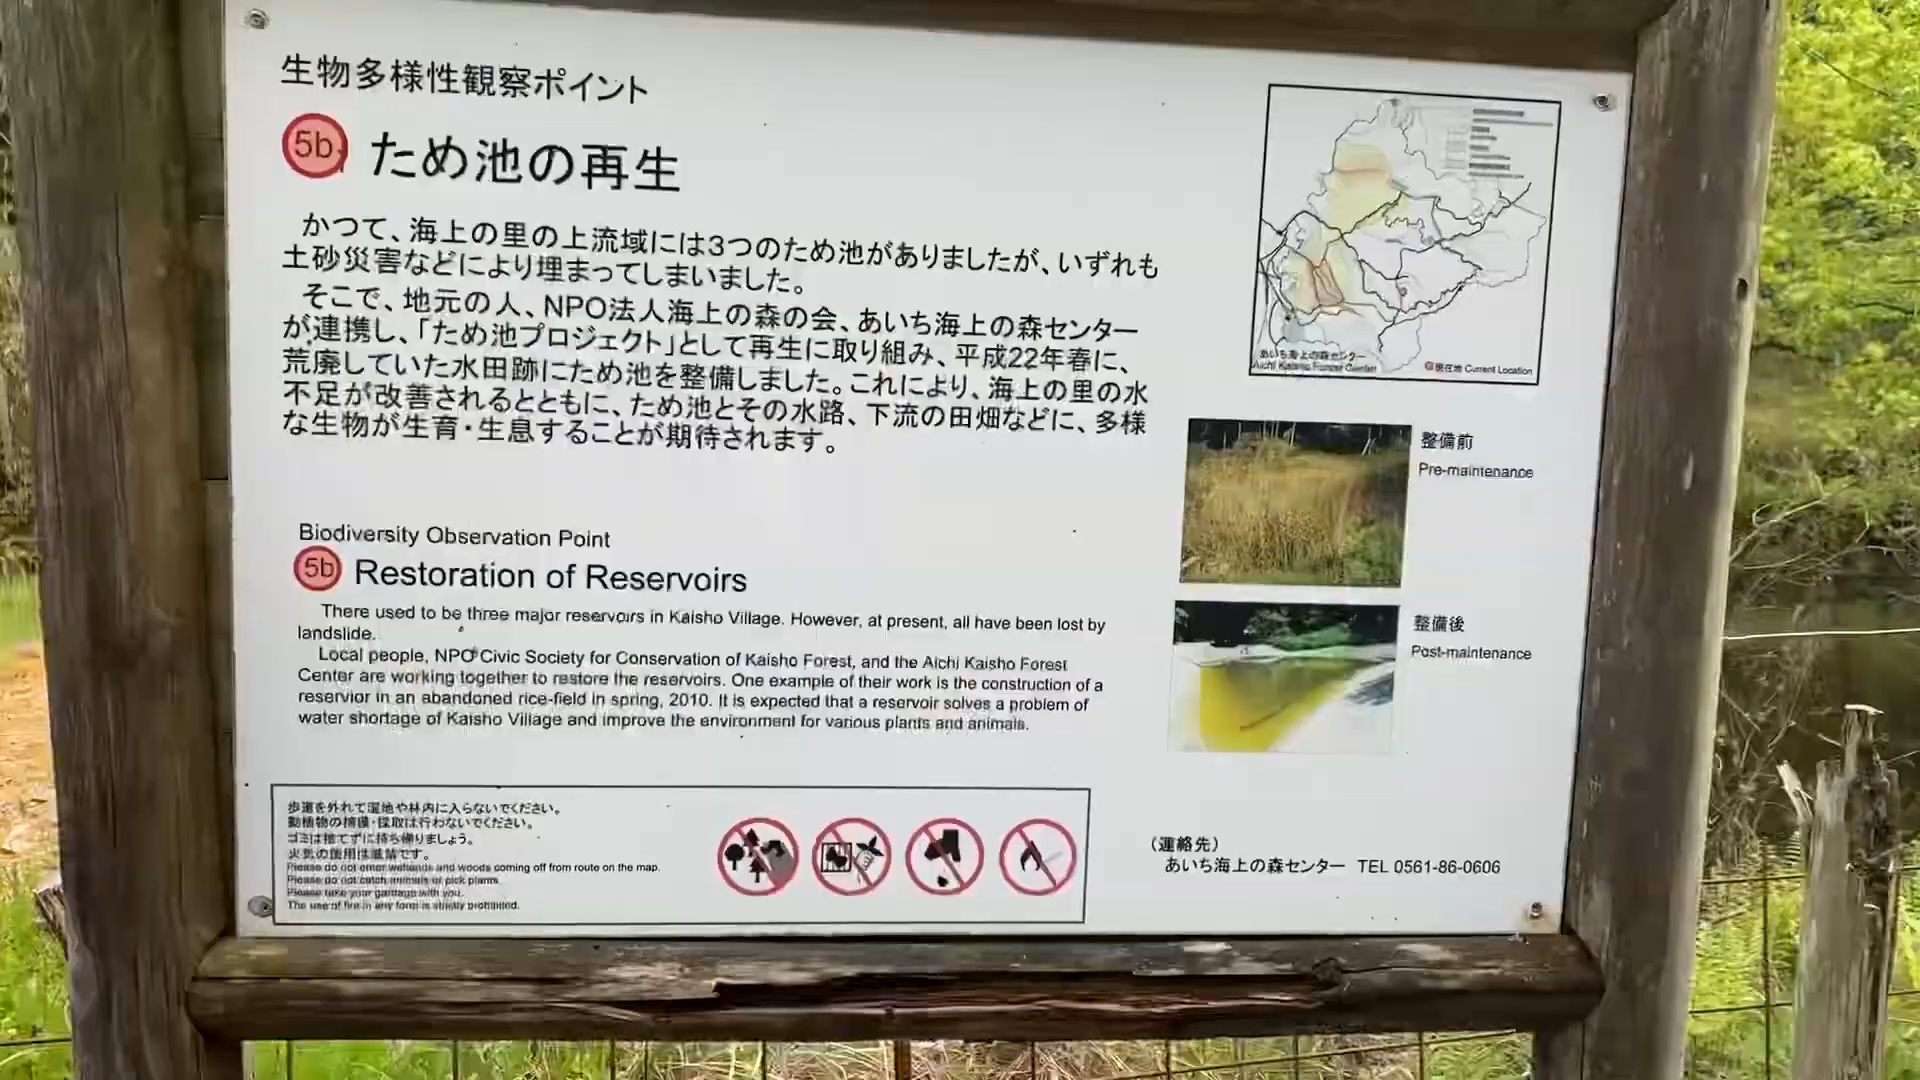 生物多様性観察ポイント
5b ため池の再生
かつて、海上の里の上流域には3つのため池がありましたが、いずれも
土砂災害などにより埋まってしまいました。
そこで、地元の人、NPO法人海上の森の会、あいち海上の森センター
が連携し、「ため池プロジェクト」として再生に取り組み、平成22年春に、
荒廃していた水田跡にため池を整備しました。これにより、海上の里の水
不足が改善されるとともに、ため池とその水路、下流の田畑などに、多様
な生物が生育・生息することが期待されます。
Biodiversity Observation Point
5b Restoration of Reservoirs
There used to be three major reservoirs in Kaisho Village. However, at present, all have been lost by
landslide.
Local people, NPO Civic Society for Conservation of Kaisho Forest, and the Aichi Kaisho Forest
Center are working together to restore the reservoirs. One example of their work is the construction of a
reservior in an abandoned rice-field in spring, 2010. It is expected that a reservoir solves a problem of
water shortage of Kaisho Village and improve the environment for various plants and animals.
歩道を外れて湿地や林内に入らないでください。
動植物の捕獲・採取は行わないでください。
ゴミは捨てずに持ち帰りましょう。
火気の使用は厳禁です。
Please do not enter wetlands and woods coming off from route on the map.
Please do not catch animals or pick plants.
Please take your garbage with you.
The use of fire in any form is strictly prohibited.
あいち海上の森センター
Aichi Kaisho Forest Center
現在地 Current Location
整備前
Pre-maintenance
整備後
Post-maintenance
（連絡先）
あいち海上の森センター TEL 0561-86-0606